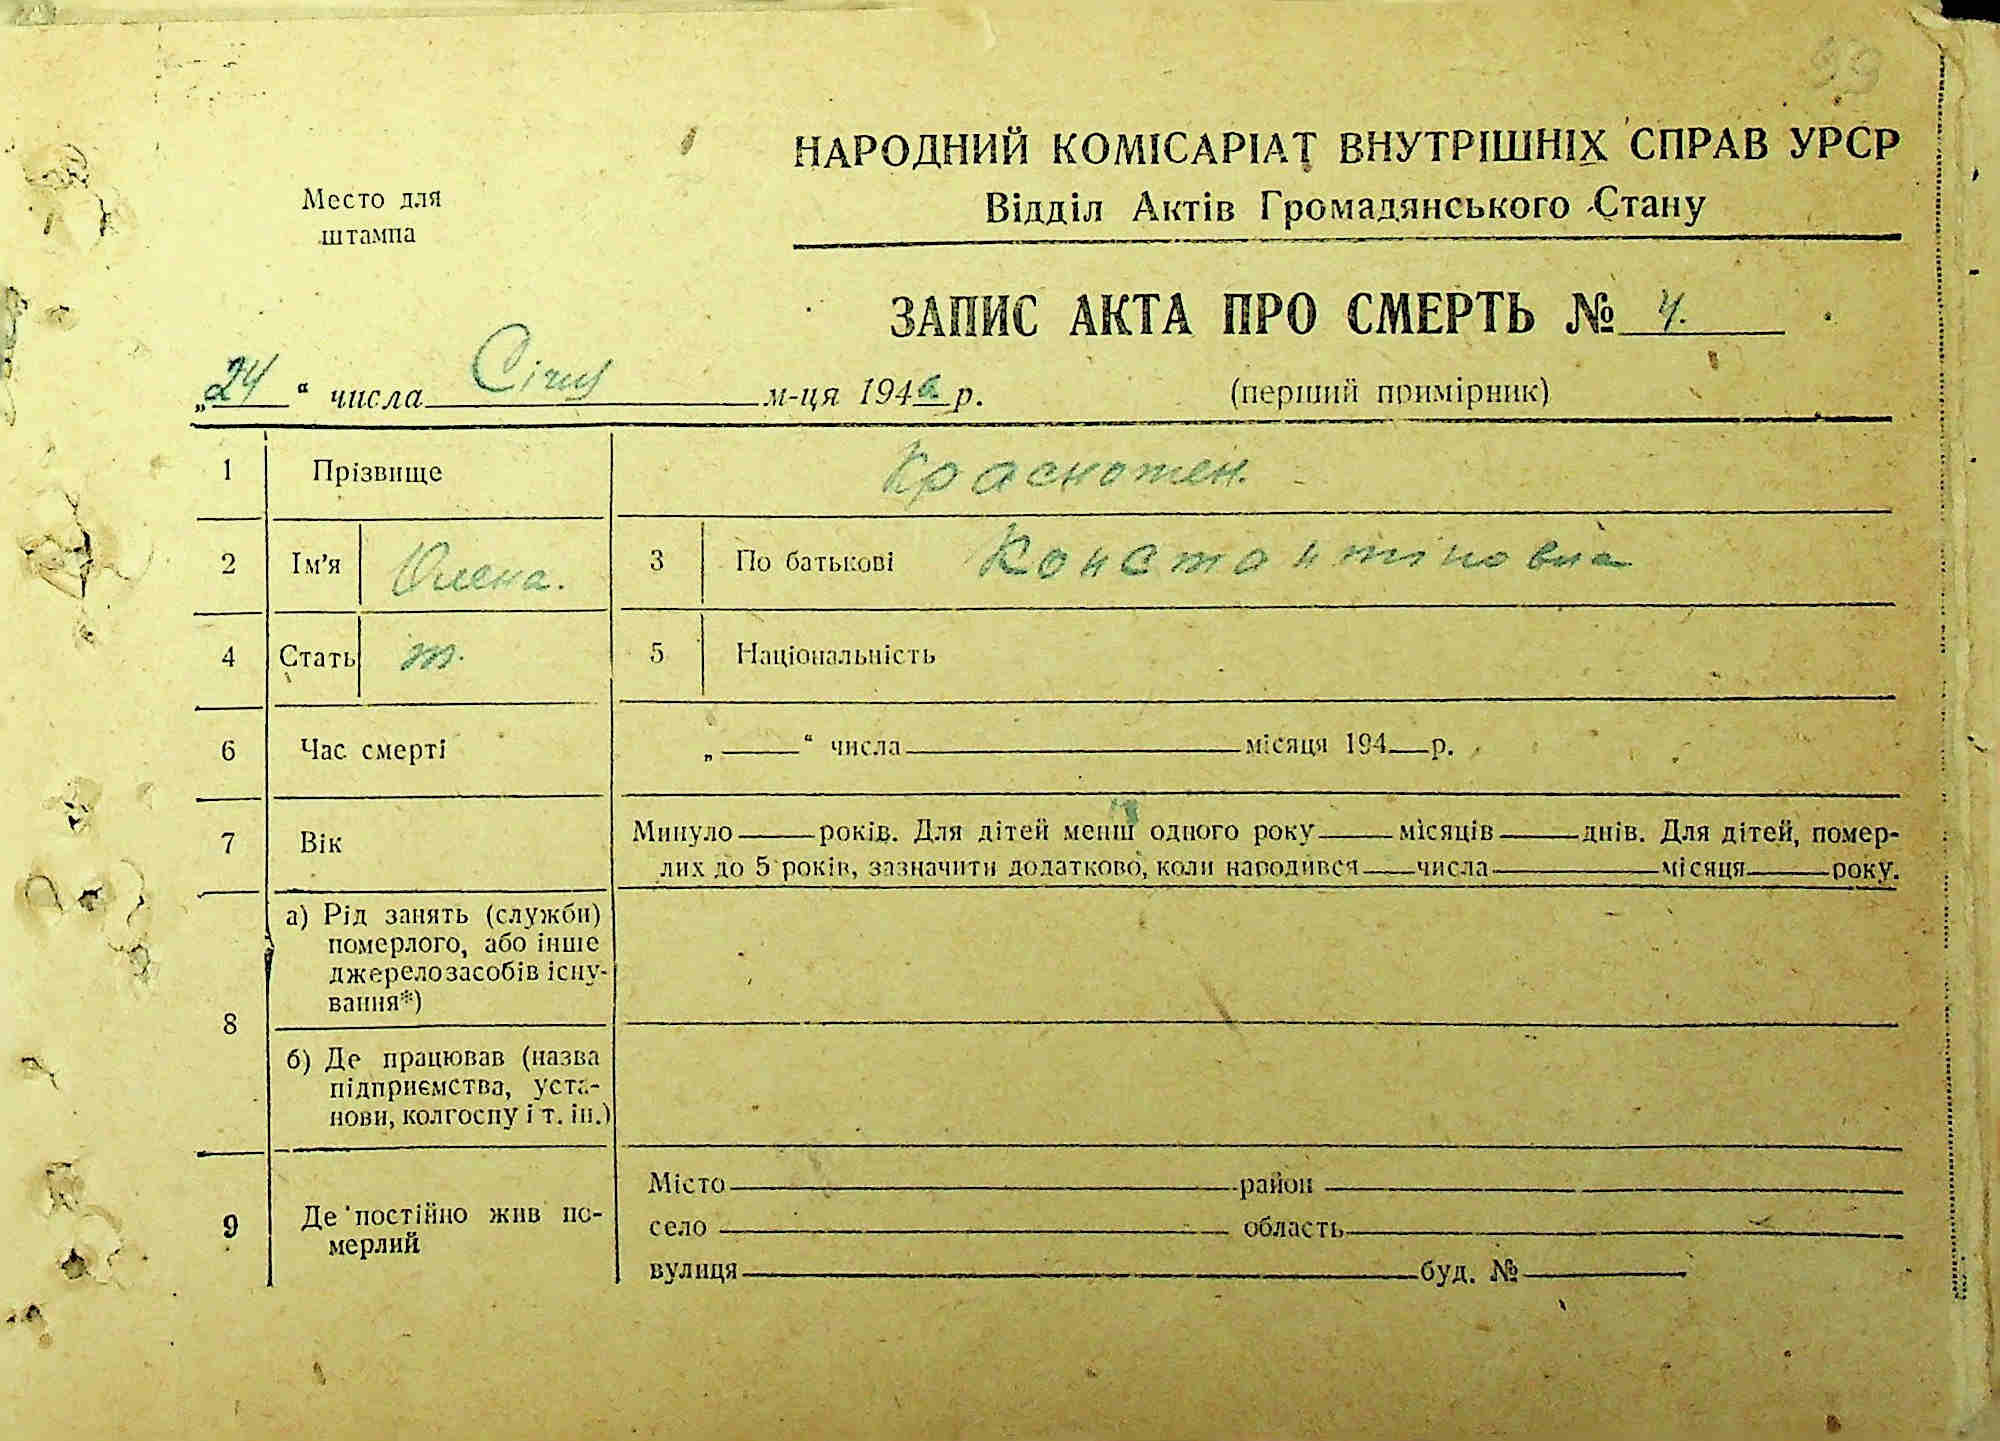 99
НАРОДНИЙ КОМІСАРІАТ ВНУТРІШНІХ СПРАВ УРСР
Відділ Актів Громадянського Стану
Место для
штампа
ЗАПИС АКТА ПРО СМЕРТЬ № 4.
„24“ числа Січня м-ця 194 р.
(перший примірник)
1 Прізвище Краснотен.
2 Ім'я Олена. 3 По батькові Константіновна
4 Стать 5 Національність
6 Час смерті „ “ числа місяця 194 р.
7 Вік Минуло років. Для дітей менш одного року місяців днів. Для дітей, помер-
лих до 5 років, зазначити додатково, коли народився числа місяця року.
8 а) Рід занять (служби)
померлого, або інше
джерело засобів існу-
вання*)
б) Де працював (назва
підприємства, уста-
нови, колгоспу і т. ін.)
9 Де постійно жив по-
мерлий
Місто район
село область
вулиця буд. №